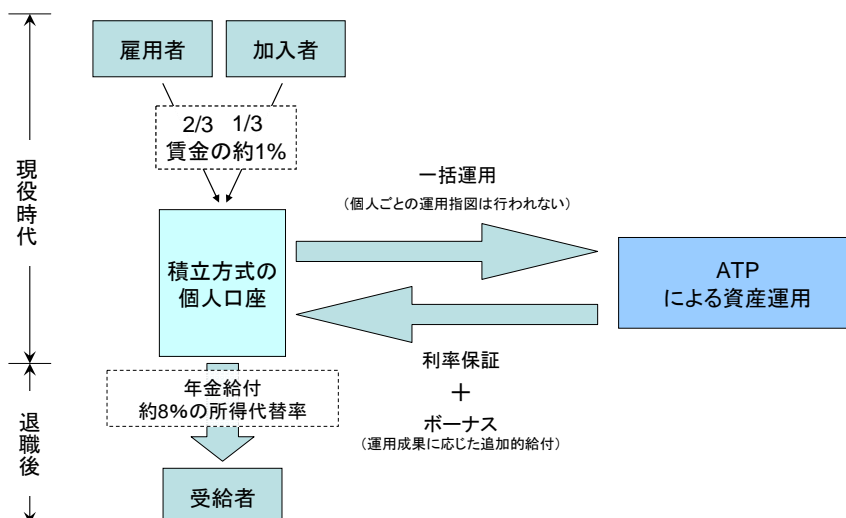 雇用者
加入者
2/3 1/3
賃金の約1%
現役時代
一括運用
(個人ごとの運用指図は行われない)
積立方式の
個人口座
ATP
による資産運用
利率保証
+
ボーナス
(運用成果に応じた追加的給付)
年金給付
約8%の所得代替率
退職後
受給者